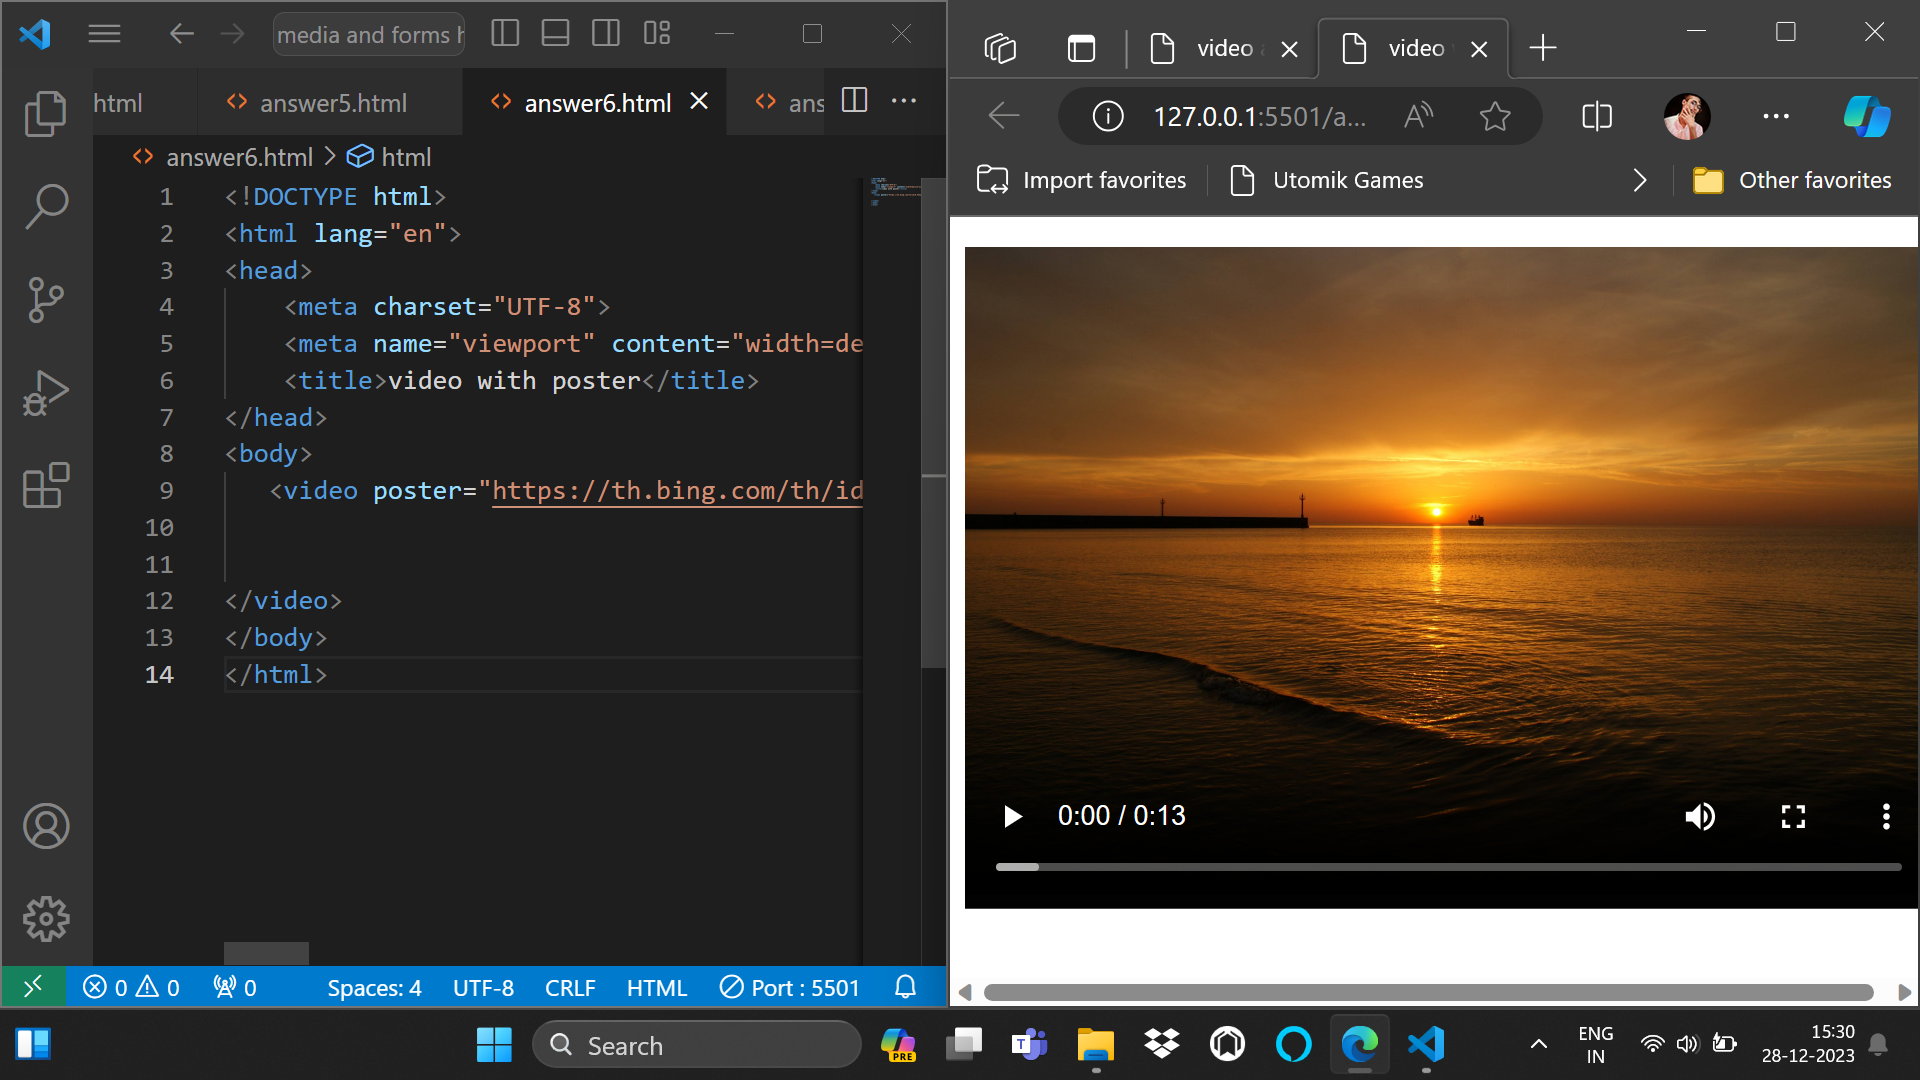 media and forms h
html
answer5.html
answer6.html
ans
answer6.html > html
1 <!DOCTYPE html>
2 <html lang="en">
3 <head>
4 <meta charset="UTF-8">
5 <meta name="viewport" content="width=de
6 <title>video with poster</title>
7 </head>
8 <body>
9 <video poster="https://th.bing.com/th/id
10
11
12 </video>
13 </body>
14 </html>
0 0 0 Spaces: 4 UTF-8 CRLF HTML Port : 5501
video
video
127.0.0.1:5501/a...
Import favorites
Utomik Games
Other favorites
0:00 / 0:13
Search
PRE
ENG
IN
15:30
28-12-2023